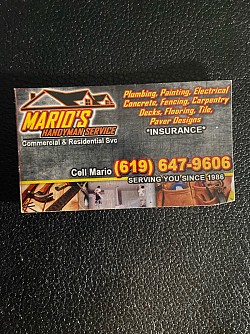 MARIO'S
HANDYMAN SERVICE
Commercial & Residential Svc
Plumbing, Painting, Electrical
Concrete, Fencing, Carpentry
Decks, Flooring, Tile,
Paver Designs
*INSURANCE*
Cell Mario (619) 647-9606
SERVING YOU SINCE 1986